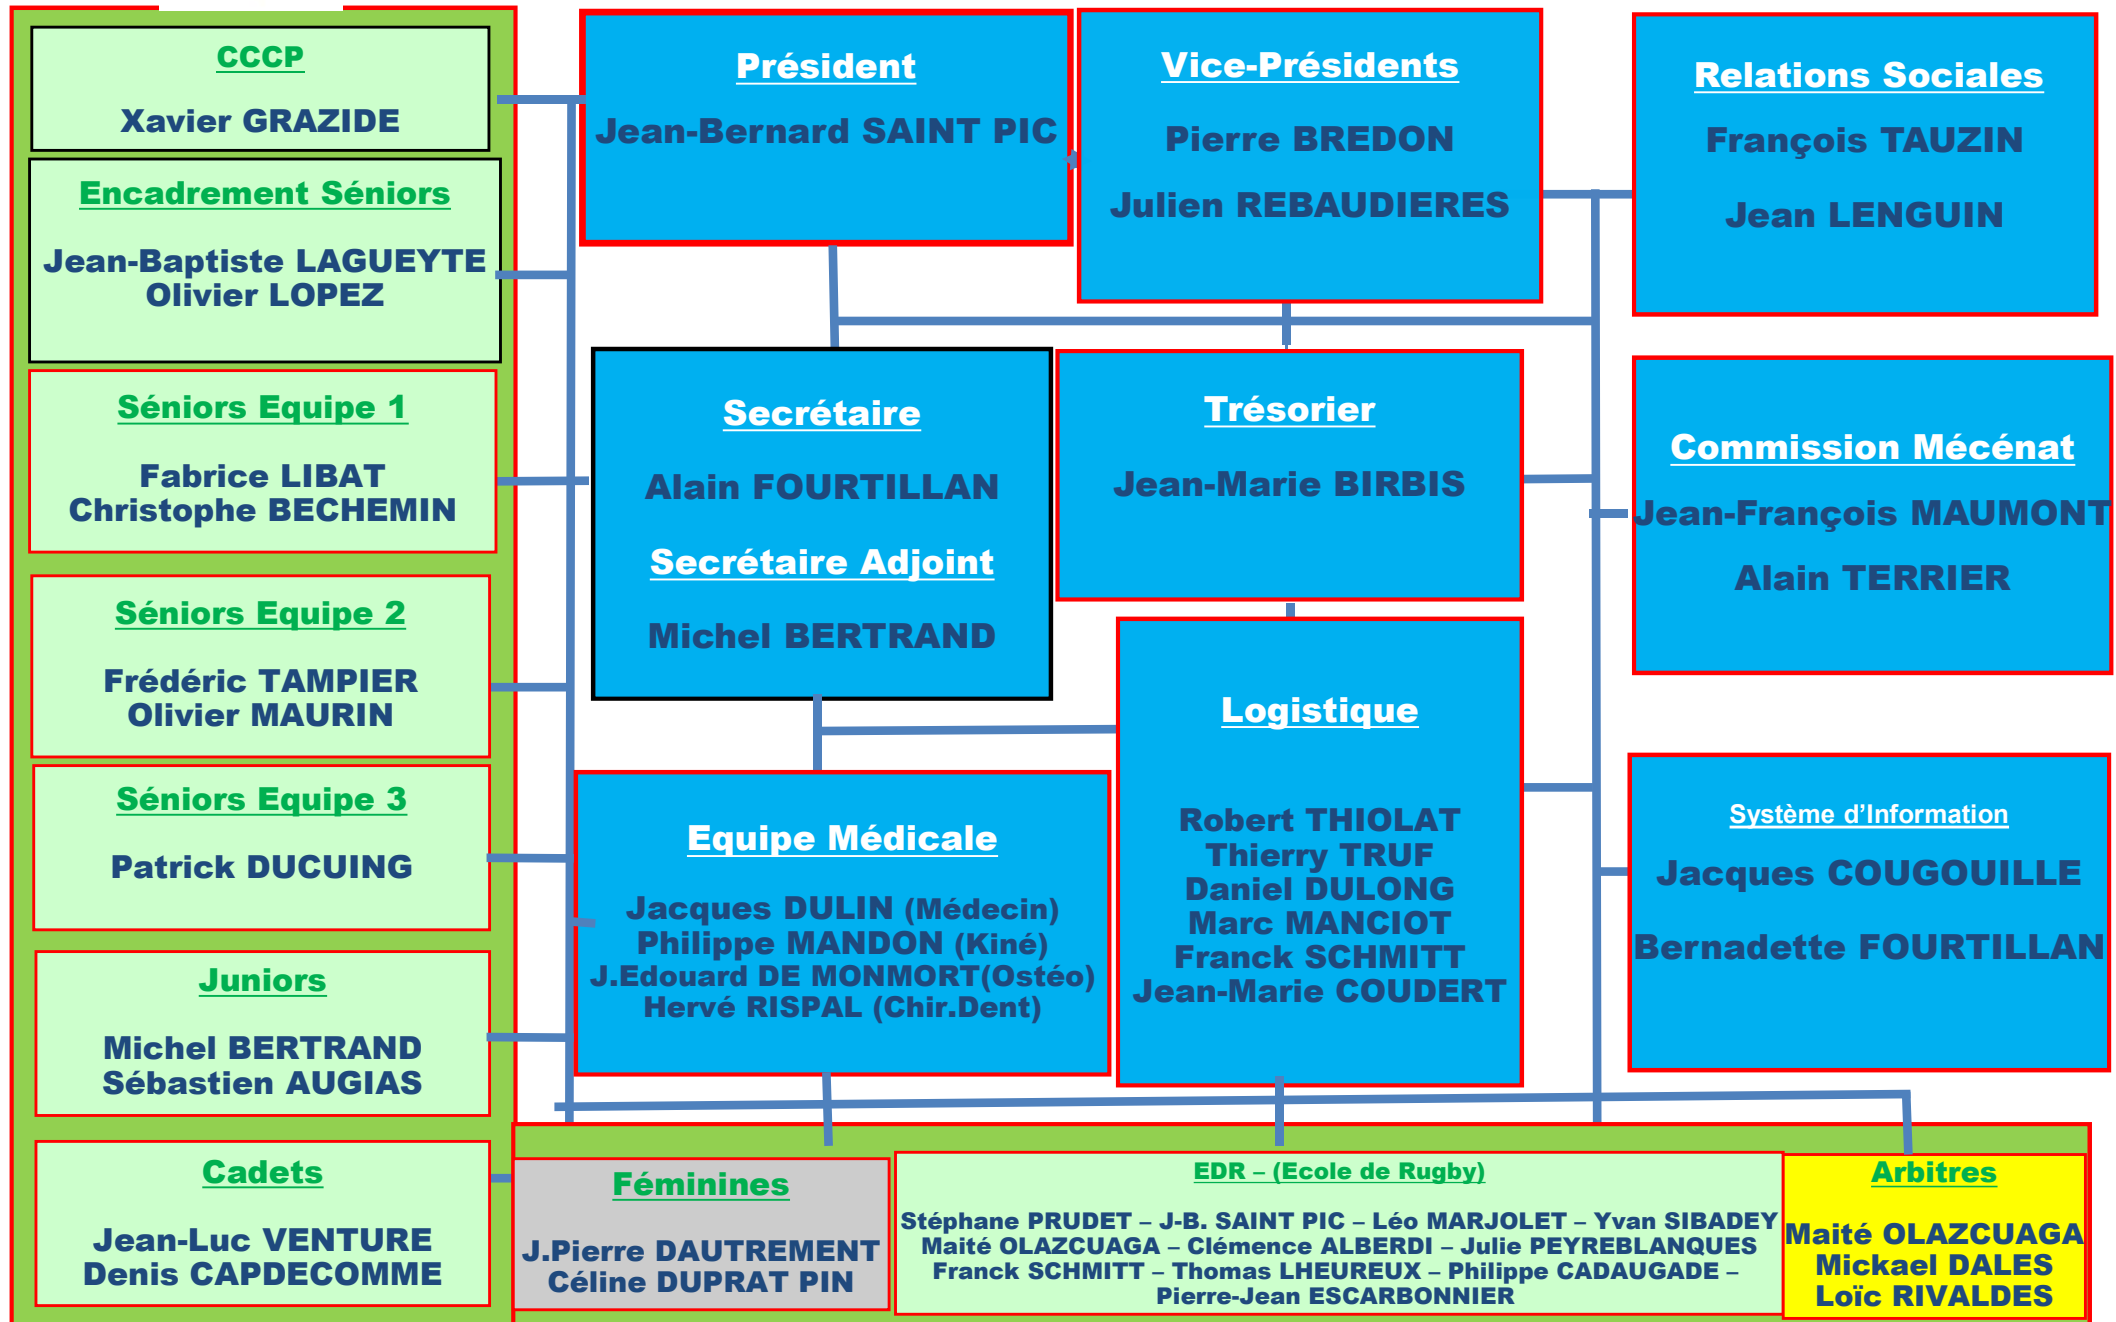 CCCP
Xavier GRAZIDE
Encadrement Séniors
Jean-Baptiste LAGUEYTE
Olivier LOPEZ
Séniors Equipe 1
Fabrice LIBAT
Christophe BECHEMIN
Séniors Equipe 2
Frédéric TAMPIER
Olivier MAURIN
Séniors Equipe 3
Patrick DUCUING
Juniors
Michel BERTRAND
Sébastien AUGIAS
Cadets
Jean-Luc VENTURE
Denis CAPDECOMME
Président
Jean-Bernard SAINT PIC
Vice-Présidents
Pierre BREDON
Julien REBAUDIERES
Relations Sociales
François TAUZIN
Jean LENGUIN
Secrétaire
Alain FOURTILLAN
Secrétaire Adjoint
Michel BERTRAND
Trésorier
Jean-Marie BIRBIS
Commission Mécénat
Jean-François MAUMONT
Alain TERRIER
Equipe Médicale
Jacques DULIN (Médecin)
Philippe MANDON (Kiné)
J.Edouard DE MONMORT(Ostéo)
Hervé RISPAL (Chir.Dent)
Logistique
Robert THIOLAT
Thierry TRUF
Daniel DULONG
Marc MANCIOT
Franck SCHMITT
Jean-Marie COUDERT
Système d’Information
Jacques COUGOUILLE
Bernadette FOURTILLAN
Féminines
J.Pierre DAUTREMENT
Céline DUPRAT PIN
EDR – (Ecole de Rugby)
Stéphane PRUDET – J-B. SAINT PIC – Léo MARJOLET – Yvan SIBADEY
Maité OLAZCUAGA – Clémence ALBERDI – Julie PEYREBLANQUES
Franck SCHMITT – Thomas LHEUREUX – Philippe CADAUGADE –
Pierre-Jean ESCARBONNIER
Arbitres
Maité OLAZCUAGA
Mickael DALES
Loïc RIVALDES